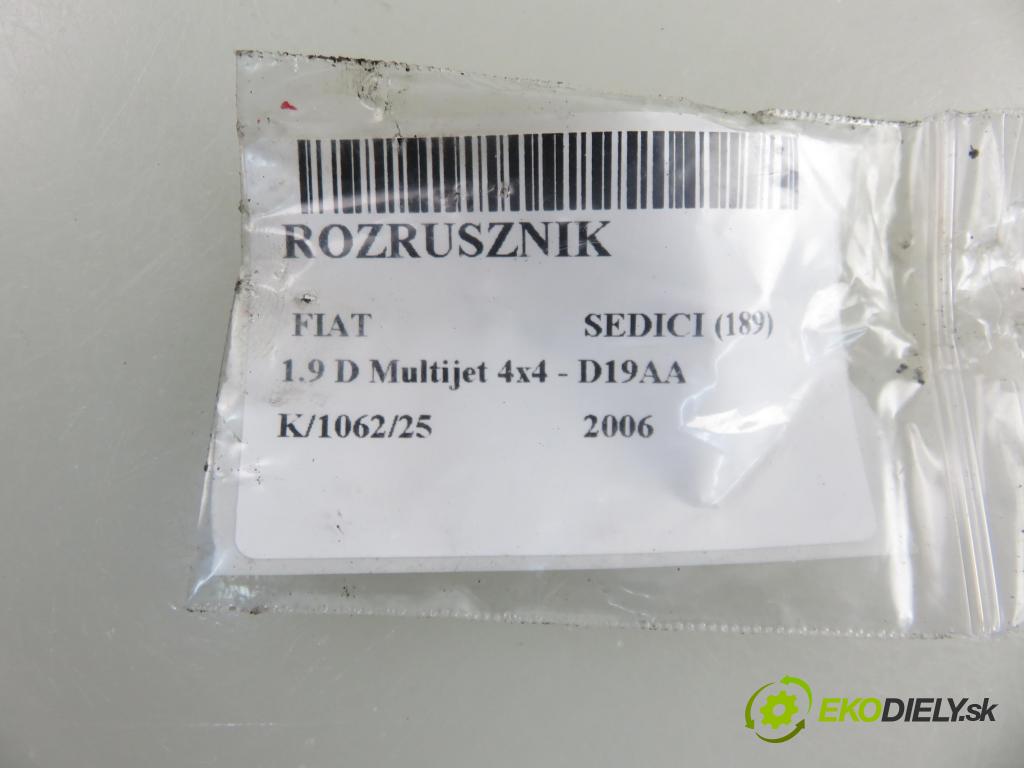 ROZRUSZNIK
FIAT SEDICI (189)
1.9 D Multijet 4x4 - D19AA
K/1062/25 2006
EKODIELY.sk